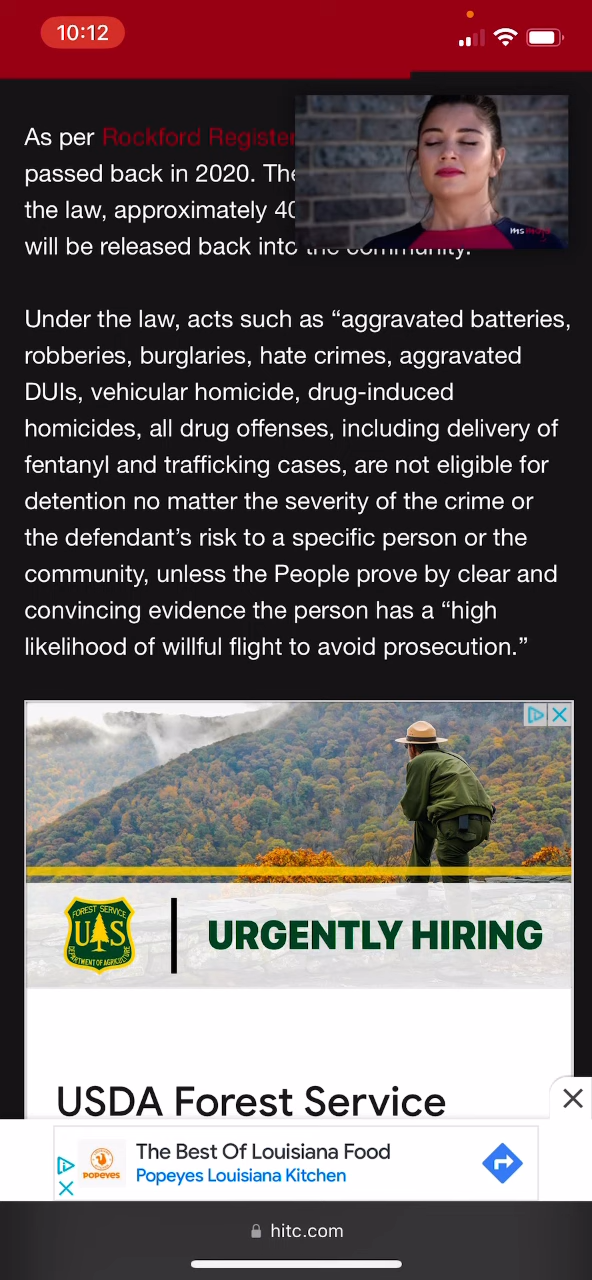 10:12
As per Rockford Register
passed back in 2020. The
the law, approximately 40
will be released back into the community.
msmojo
Under the law, acts such as “aggravated batteries,
robberies, burglaries, hate crimes, aggravated
DUIs, vehicular homicide, drug-induced
homicides, all drug offenses, including delivery of
fentanyl and trafficking cases, are not eligible for
detention no matter the severity of the crime or
the defendant’s risk to a specific person or the
community, unless the People prove by clear and
convincing evidence the person has a “high
likelihood of willful flight to avoid prosecution.”
FOREST SERVICE
U S
DEPARTMENT OF AGRICULTURE
URGENTLY HIRING
USDA Forest Service
The Best Of Louisiana Food
POPEYES
Popeyes Louisiana Kitchen
hitc.com